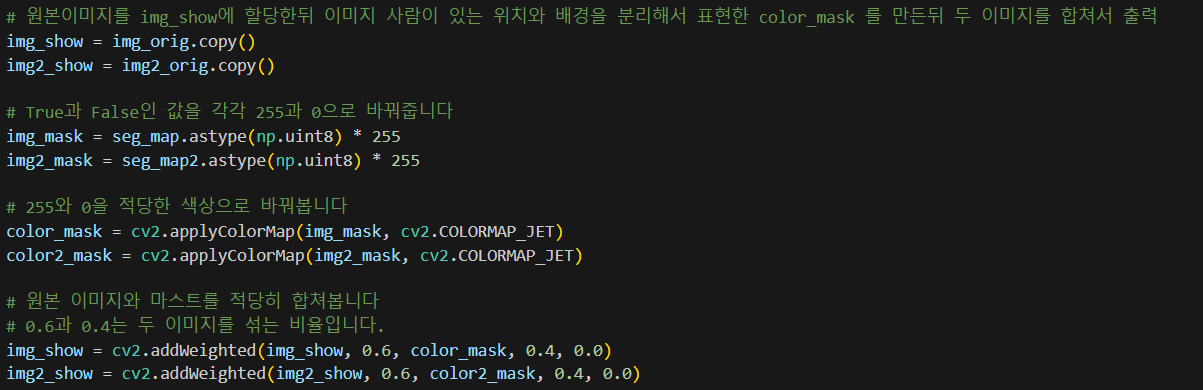 # 원본이미지를 img_show에 할당한뒤 이미지 사람이 있는 위치와 배경을 분리해서 표현한 color_mask 를 만든뒤 두 이미지를 합쳐서 출력
img_show = img_orig.copy()
img2_show = img2_orig.copy()
# True과 False인 값을 각각 255과 0으로 바꿔줍니다
img_mask = seg_map.astype(np.uint8) * 255
img2_mask = seg_map2.astype(np.uint8) * 255
# 255와 0을 적당한 색상으로 바꿔봅니다
color_mask = cv2.applyColorMap(img_mask, cv2.COLORMAP_JET)
color2_mask = cv2.applyColorMap(img2_mask, cv2.COLORMAP_JET)
# 원본 이미지와 마스트를 적당히 합쳐봅니다
# 0.6과 0.4는 두 이미지를 섞는 비율입니다.
img_show = cv2.addWeighted(img_show, 0.6, color_mask, 0.4, 0.0)
img2_show = cv2.addWeighted(img2_show, 0.6, color2_mask, 0.4, 0.0)